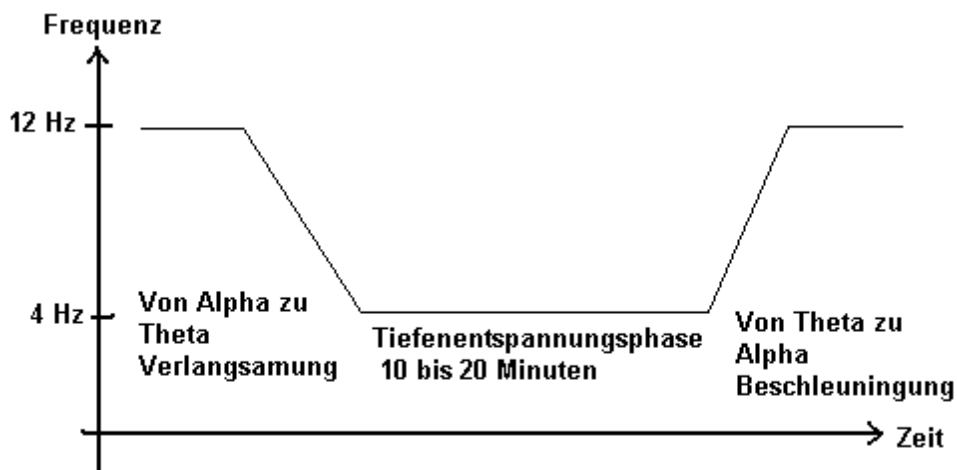 Frequenz
12 Hz
4 Hz
Von Alpha zu
Theta
Verlangsamung
Tiefenentspannungsphase
10 bis 20 Minuten
Von Theta zu
Alpha
Beschleuningung
Zeit